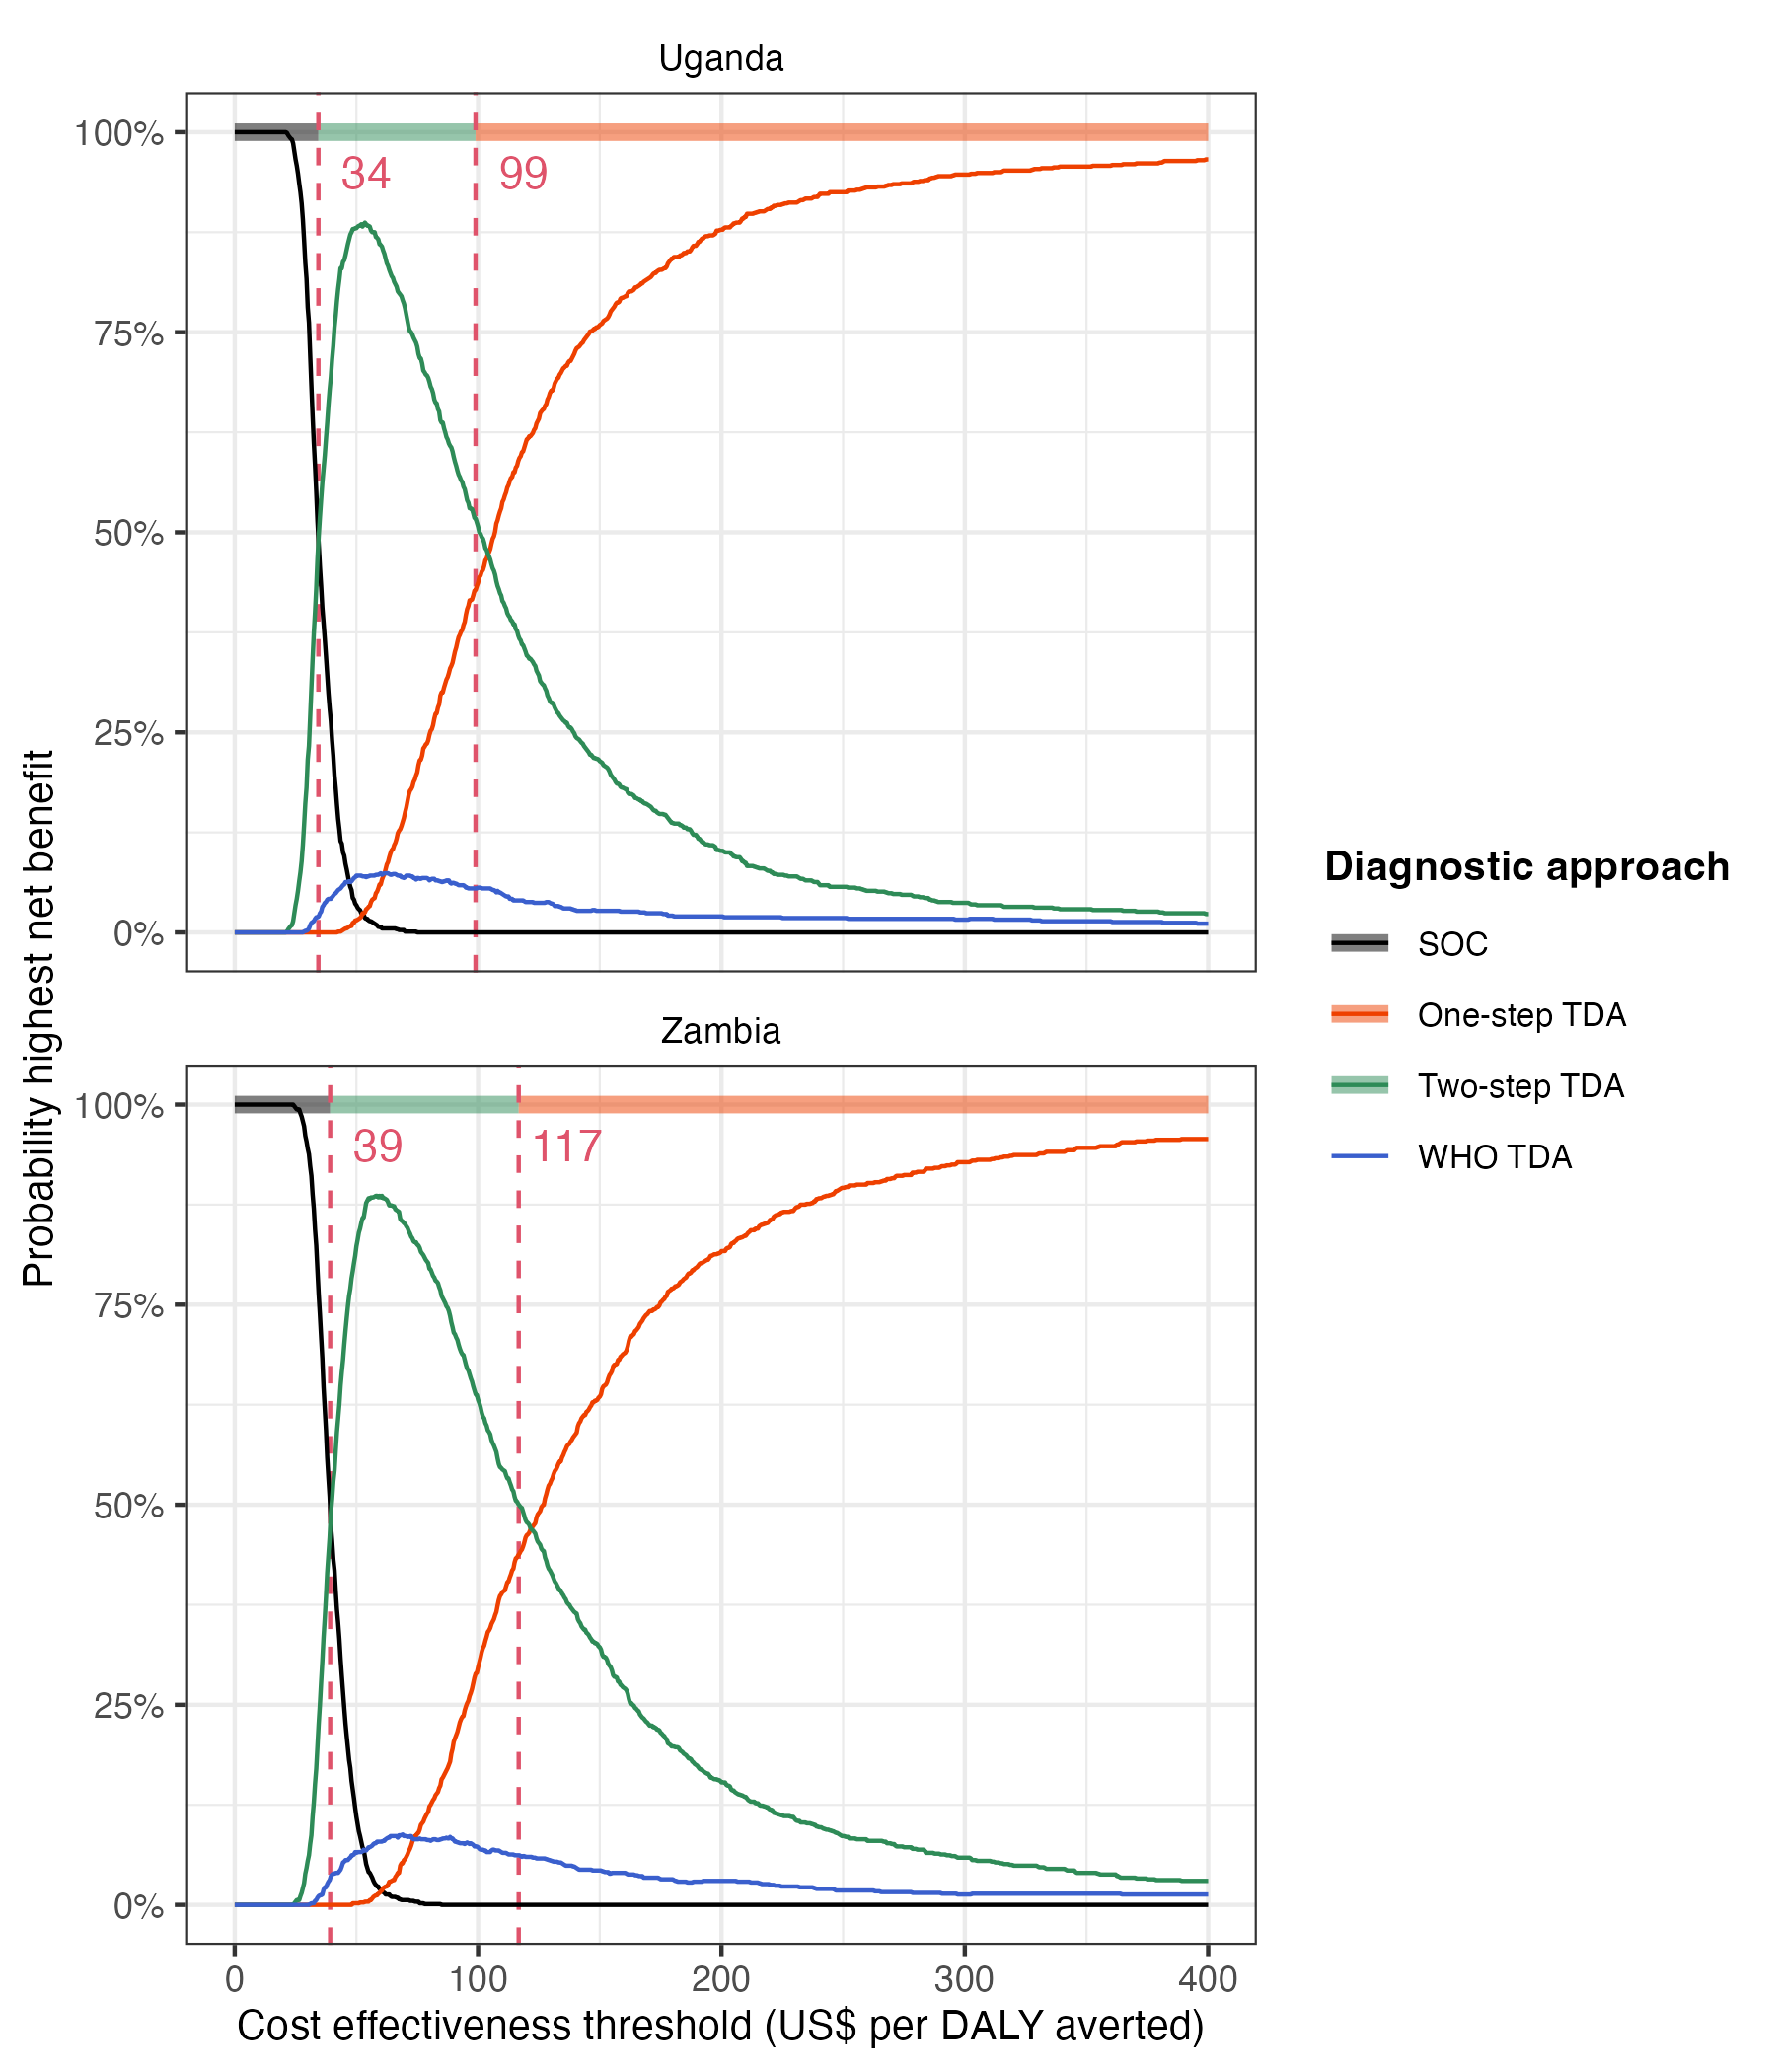 Uganda
100%
75%
50%
25%
0%
34
99
Zambia
100%
75%
50%
25%
0%
39
117
0
100
200
300
400
Cost effectiveness threshold (US$ per DALY averted)
Probability highest net benefit
Diagnostic approach
SOC
One-step TDA
Two-step TDA
WHO TDA